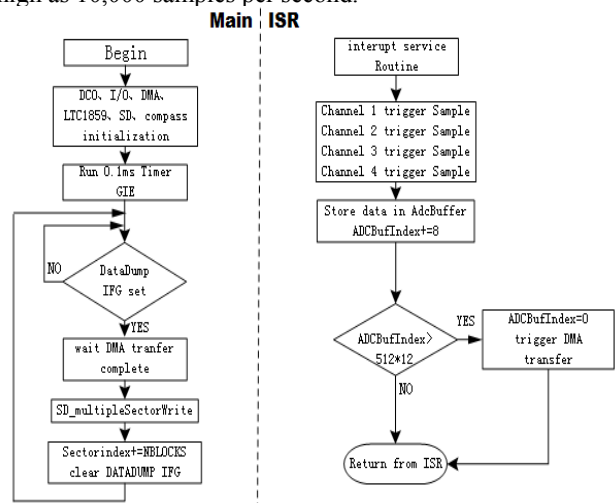 high as 10,000 samples per second.
Main ISR
Begin
DCO、I/O、DMA、
LTC1859、SD、compass
initialization
Run 0.1ms Timer
GIE
DataDump
IFG set
NO
YES
wait DMA tranfer
complete
SD_multipleSectorWrite
Sectorindex+=NBLOCKS
clear DATADUMP IFG
interupt service
Routine
Channel 1 trigger Sample
Channel 2 trigger Sample
Channel 3 trigger Sample
Channel 4 trigger Sample
Store data in AdcBuffer
ADCBufIndex+=8
ADCBufIndex>
512*12
YES
NO
ADCBufIndex=0
trigger DMA
transfer
Return from ISR